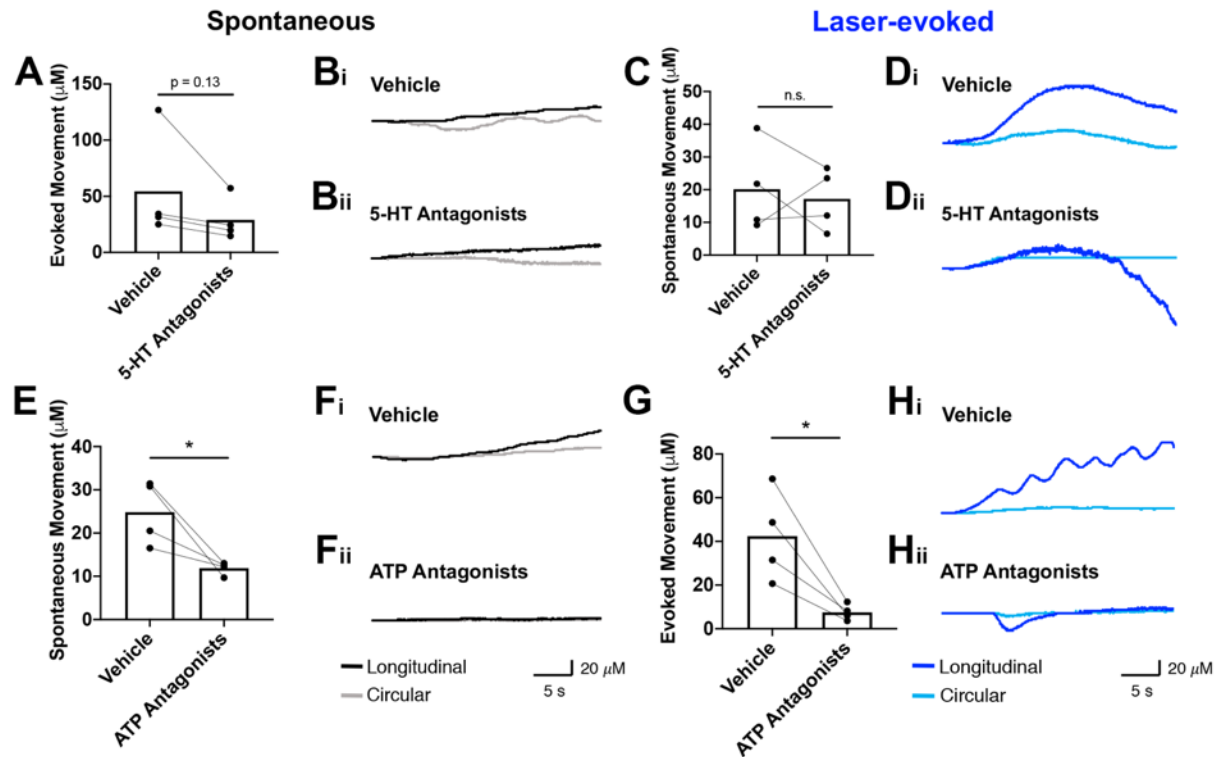 Spontaneous
Laser-evoked
A
Evoked Movement (μM)
150
100
50
0
p = 0.13
Vehicle
5-HT Antagonists
Bi
Vehicle
Bii
5-HT Antagonists
C
Spontaneous Movement (μM)
50
40
30
20
10
0
n.s.
Vehicle
5-HT Antagonists
Di
Vehicle
Dii
5-HT Antagonists
E
Spontaneous Movement (μM)
40
30
20
10
0
*
Vehicle
ATP Antagonists
Fi
Vehicle
Fii
ATP Antagonists
Longitudinal
Circular
20 μM
5 s
G
Evoked Movement (μM)
80
60
40
20
0
*
Vehicle
ATP Antagonists
Hi
Vehicle
Hii
ATP Antagonists
Longitudinal
Circular
20 μM
5 s